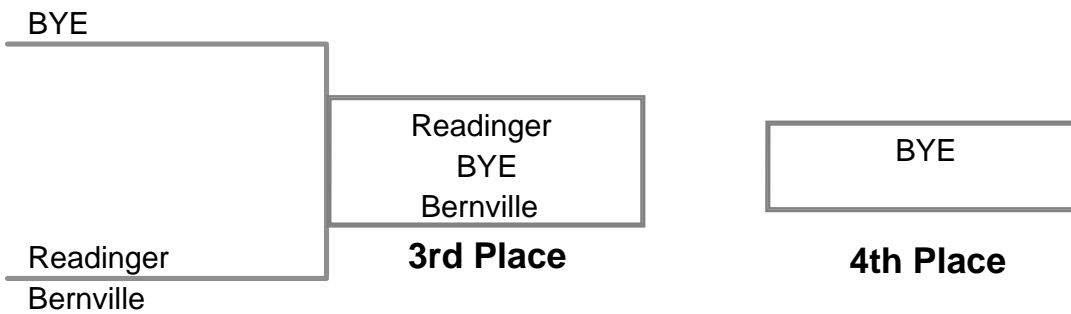 BYE
Readinger
BYE
Bernville
3rd Place
BYE
4th Place
Readinger
Bernville